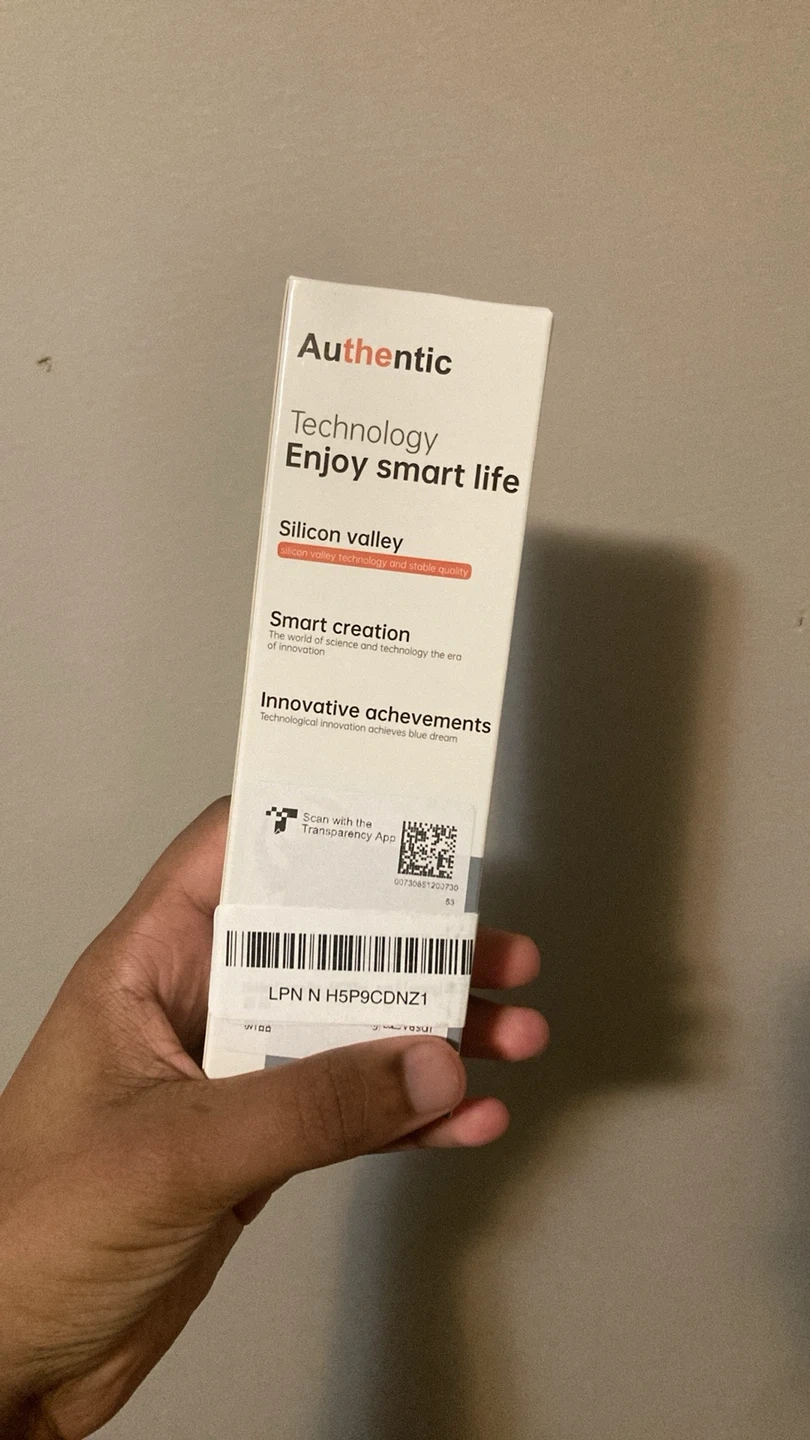 Authentic
Technology
Enjoy smart life
Silicon valley
silicon valley technology and stable quality
Smart creation
The world of science and technology the era
of innovation
Innovative achevements
Technological innovation achieves blue dream
Scan with the
Transparency App
63
LPN N H5P9CDNZ1